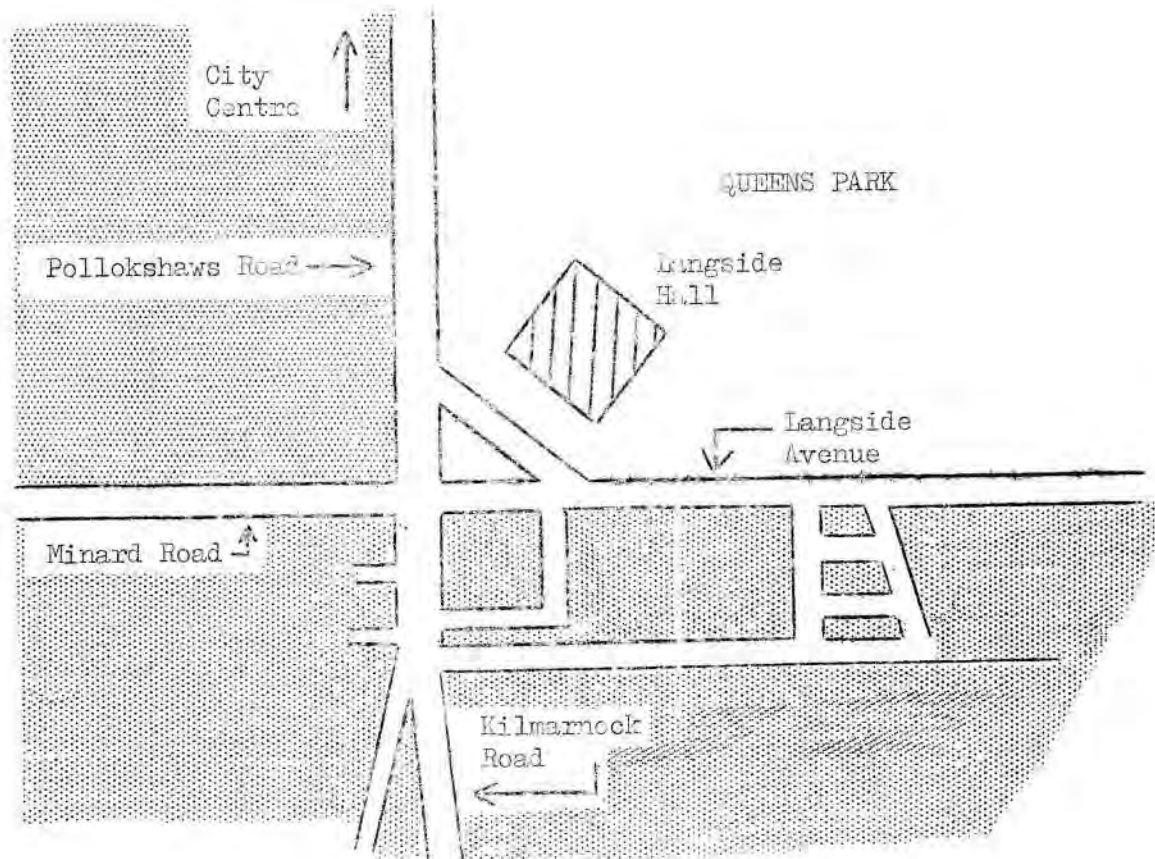 City
Centre
QUEENS PARK
Pollokshaws Road
Langside
Hall
Langside
Avenue
Minard Road
Kilmarnock
Road